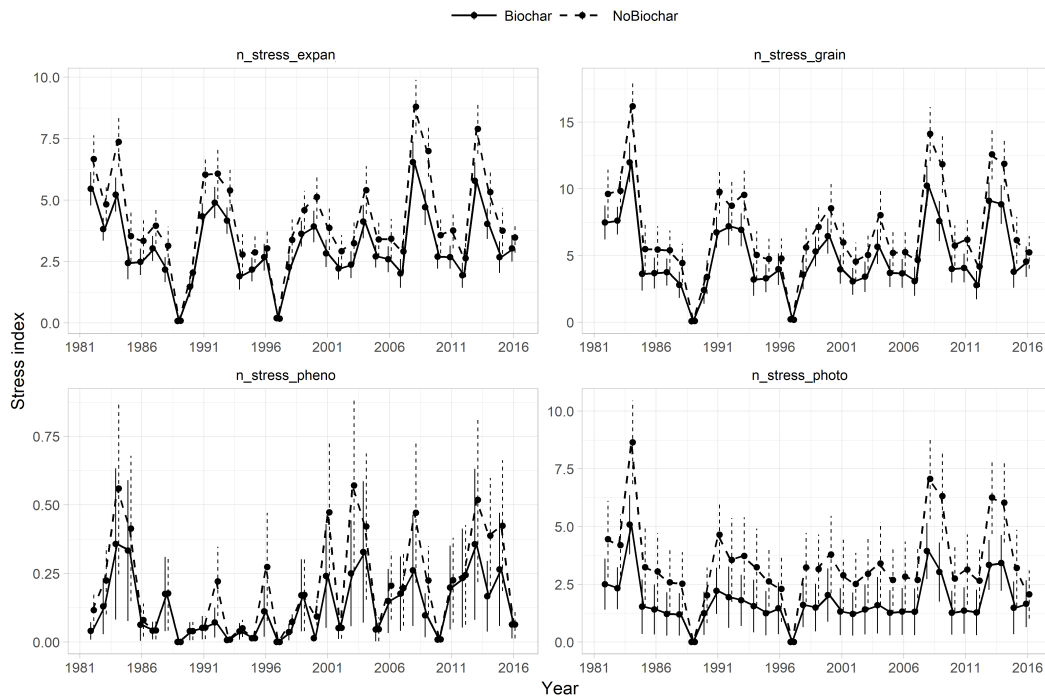 Biochar NoBiochar
n_stress_expan n_stress_grain
10.0
7.5
5.0
2.5
0.0
1981 1986 1991 1996 2001 2006 2011 2016
15
10
5
0
1981 1986 1991 1996 2001 2006 2011 2016
Stress index
n_stress_pheno n_stress_photo
0.75
0.50
0.25
0.00
1981 1986 1991 1996 2001 2006 2011 2016
10.0
7.5
5.0
2.5
0.0
1981 1986 1991 1996 2001 2006 2011 2016
Year